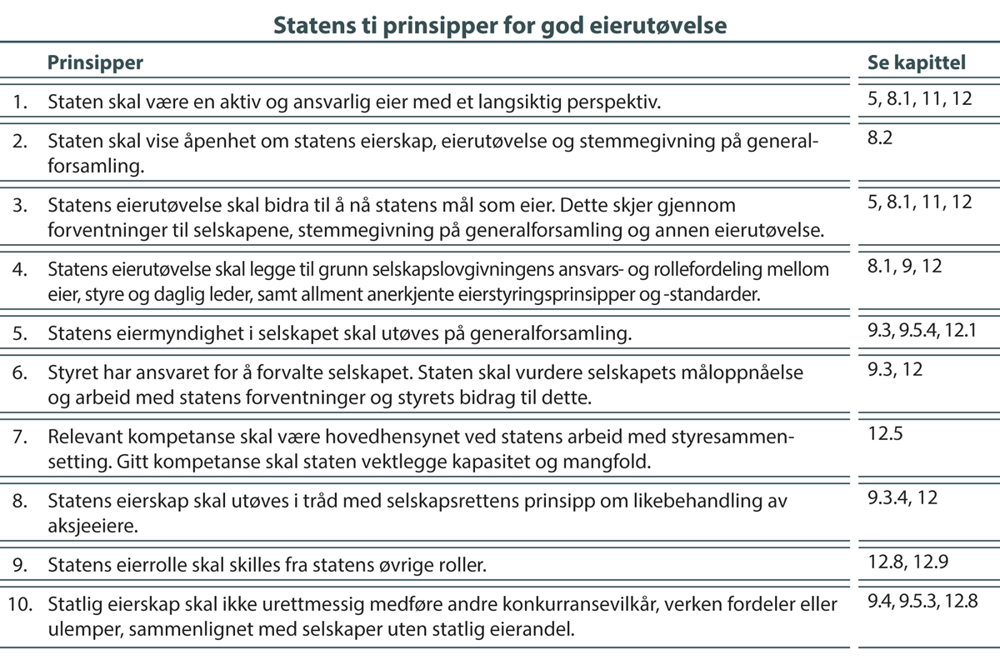 Statens ti prinsipper for god eierutøvelse
Prinsipper Se kapittel
1. Staten skal være en aktiv og ansvarlig eier med et langsiktig perspektiv. 5, 8.1, 11, 12
2. Staten skal vise åpenhet om statens eierskap, eierutøvelse og stemmegivning på general- 8.2
forsamling.
3. Statens eierutøvelse skal bidra til å nå statens mål som eier. Dette skjer gjennom 5, 8.1, 11, 12
forventninger til selskapene, stemmegivning på generalforsamling og annen eierutøvelse.
4. Statens eierutøvelse skal legge til grunn selskapslovgivningens ansvars- og rollefordeling mellom 8.1, 9, 12
eier, styre og daglig leder, samt allment anerkjente eierstyringsprinsipper og -standarder.
5. Statens eiermyndighet i selskapet skal utøves på generalforsamling. 9.3, 9.5.4, 12.1
6. Styret har ansvaret for å forvalte selskapet. Staten skal vurdere selskapets måloppnåelse 9.3, 12
og arbeid med statens forventninger og styrets bidrag til dette.
7. Relevant kompetanse skal være hovedhensynet ved statens arbeid med styresammen- 12.5
setting. Gitt kompetanse skal staten vektlegge kapasitet og mangfold.
8. Statens eierskap skal utøves i tråd med selskapsrettens prinsipp om likebehandling av 9.3.4, 12
aksjeeiere.
9. Statens eierrolle skal skilles fra statens øvrige roller. 12.8, 12.9
10. Statlig eierskap skal ikke urettmessig medføre andre konkurransevilkår, verken fordeler eller 9.4, 9.5.3, 12.8
ulemper, sammenlignet med selskaper uten statlig eierandel.